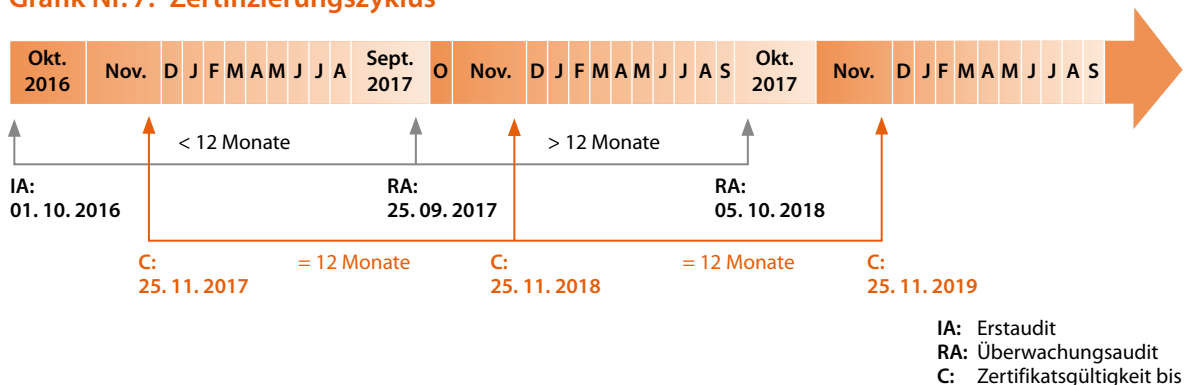 Grafik Nr. 7: Zertifizierungszyklus
Okt. 2016 Nov. D J F M A M J J A Sept. 2017 O Nov. D J F M A M J J A S Okt. 2017 Nov. D J F M A M J J A S
< 12 Monate > 12 Monate
IA: RA: RA:
01. 10. 2016 25. 09. 2017 05. 10. 2018
C: = 12 Monate C: = 12 Monate C:
25. 11. 2017 25. 11. 2018 25. 11. 2019
IA: Erstaudit
RA: Überwachungsaudit
C: Zertifikatsgültigkeit bis